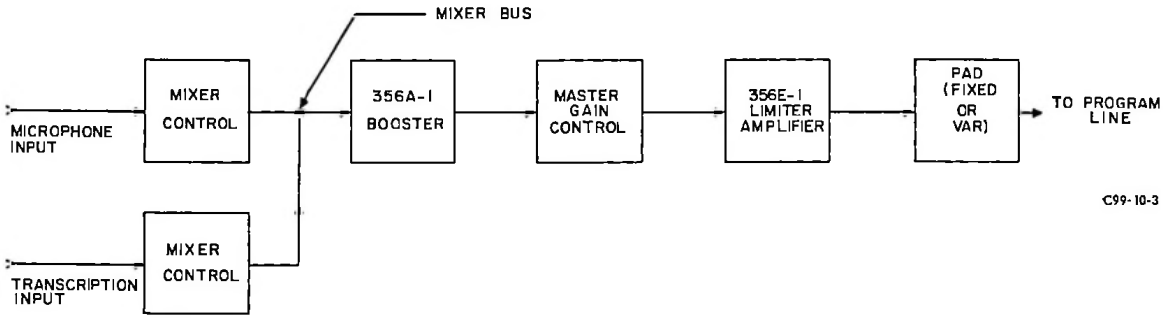 MIXER BUS
MIXER
CONTROL
356A-1
BOOSTER
MASTER
GAIN
CONTROL
356E-1
LIMITER
AMPLIFIER
PAD
(FIXED
OR
VAR)
TO PROGRAM
LINE
MICROPHONE
INPUT
C99-10-3
MIXER
CONTROL
TRANSCRIPTION
INPUT